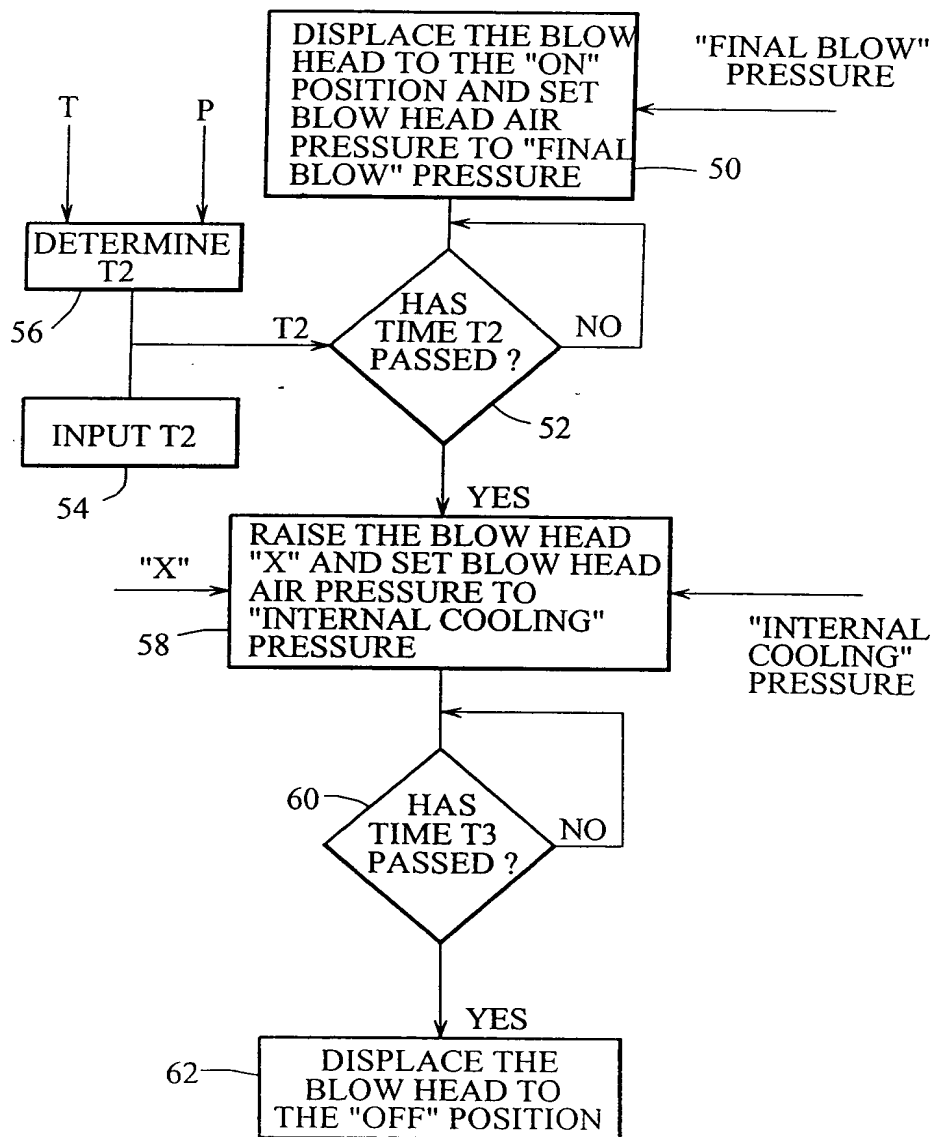 DISPLACE THE BLOW
HEAD TO THE "ON"
POSITION AND SET
BLOW HEAD AIR
PRESSURE TO "FINAL
BLOW" PRESSURE
"FINAL BLOW"
PRESSURE
50
T
P
DETERMINE
T2
56
T2
HAS
TIME T2
PASSED ?
NO
52
INPUT T2
54
YES
RAISE THE BLOW HEAD
"X" AND SET BLOW HEAD
AIR PRESSURE TO
"INTERNAL COOLING"
PRESSURE
"X"
58
"INTERNAL
COOLING"
PRESSURE
60
HAS
TIME T3
PASSED ?
NO
YES
62
DISPLACE THE
BLOW HEAD TO
THE "OFF" POSITION